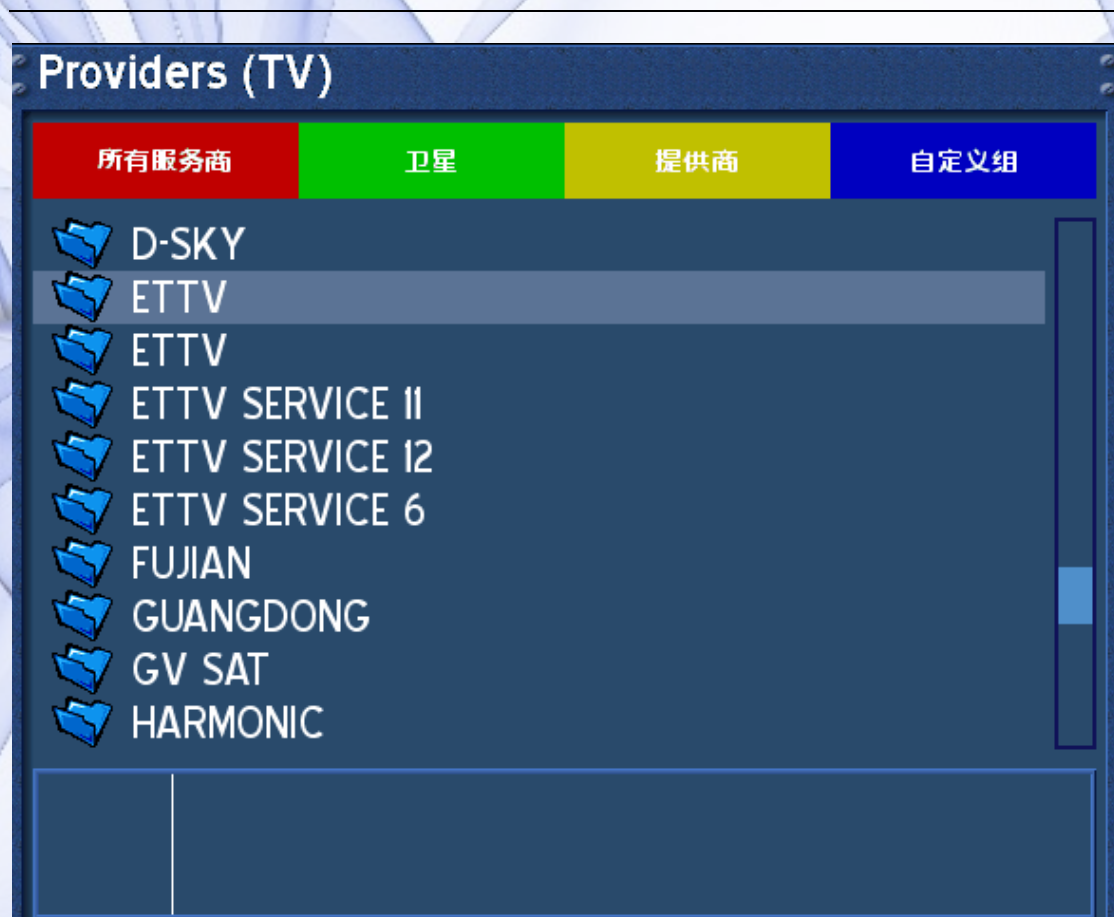 Providers (TV)
所有服务商 卫星 提供商 自定义组
D-SKY
ETTV
ETTV
ETTV SERVICE 11
ETTV SERVICE 12
ETTV SERVICE 6
FUJIAN
GUANGDONG
GV SAT
HARMONIC